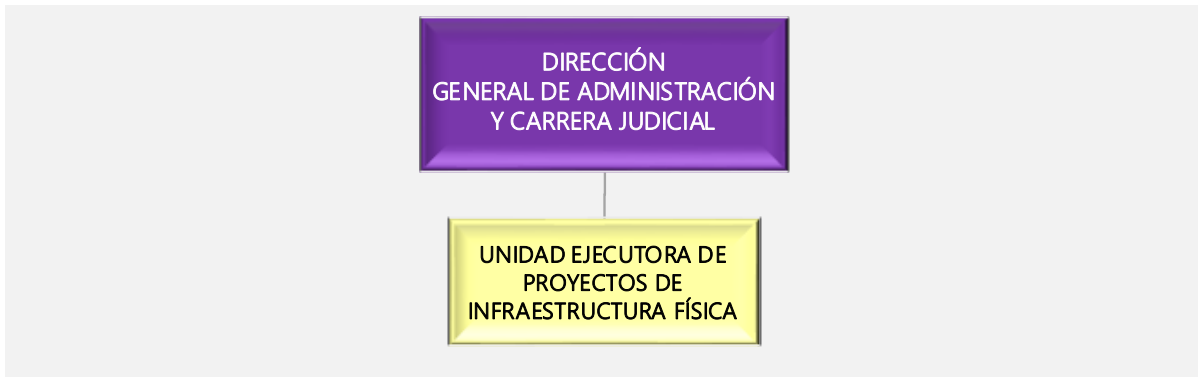 DIRECCIÓN
GENERAL DE ADMINISTRACIÓN
Y CARRERA JUDICIAL
UNIDAD EJECUTORA DE
PROYECTOS DE
INFRAESTRUCTURA FÍSICA